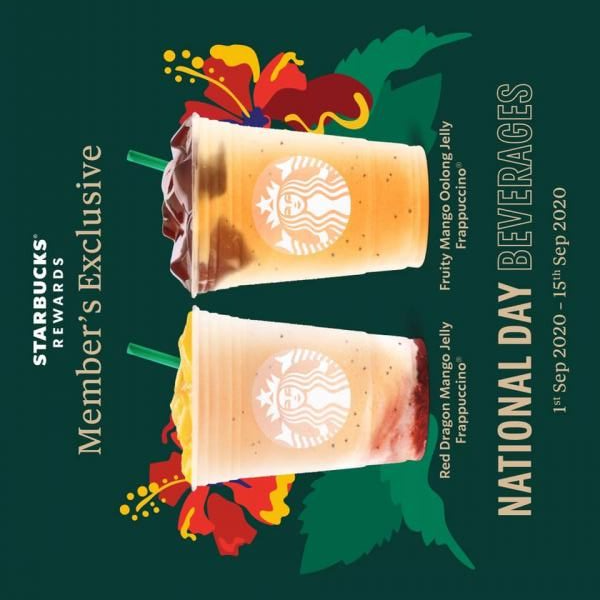 STARBUCKS®
REWARDS
Member's Exclusive
Red Dragon Mango Jelly
Frappuccino®
Fruity Mango Oolong Jelly
Frappuccino®
NATIONAL DAY BEVERAGES
1st Sep 2020 – 15th Sep 2020